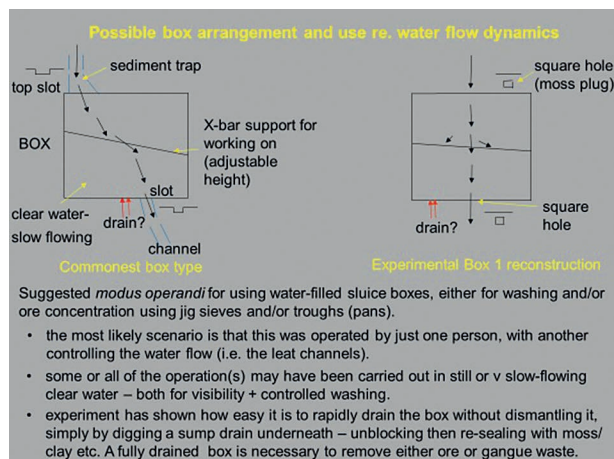 Possible box arrangement and use re. water flow dynamics
sediment trap
top slot
square hole
(moss plug)
BOX
X-bar support for
working on
(adjustable
height)
slot
clear water-
slow flowing
drain?
channel
drain?
square
hole
Commonest box type
Experimental Box 1 reconstruction
Suggested modus operandi for using water-filled sluice boxes, either for washing and/or
ore concentration using jig sieves and/or troughs (pans).
• the most likely scenario is that this was operated by just one person, with another
controlling the water flow (i.e. the leat channels).
• some or all of the operation(s) may have been carried out in still or v slow-flowing
clear water – both for visibility + controlled washing.
• experiment has shown how easy it is to rapidly drain the box without dismantling it,
simply by digging a sump drain underneath – unblocking then re-sealing with moss/
clay etc. A fully drained box is necessary to remove either ore or gangue waste.